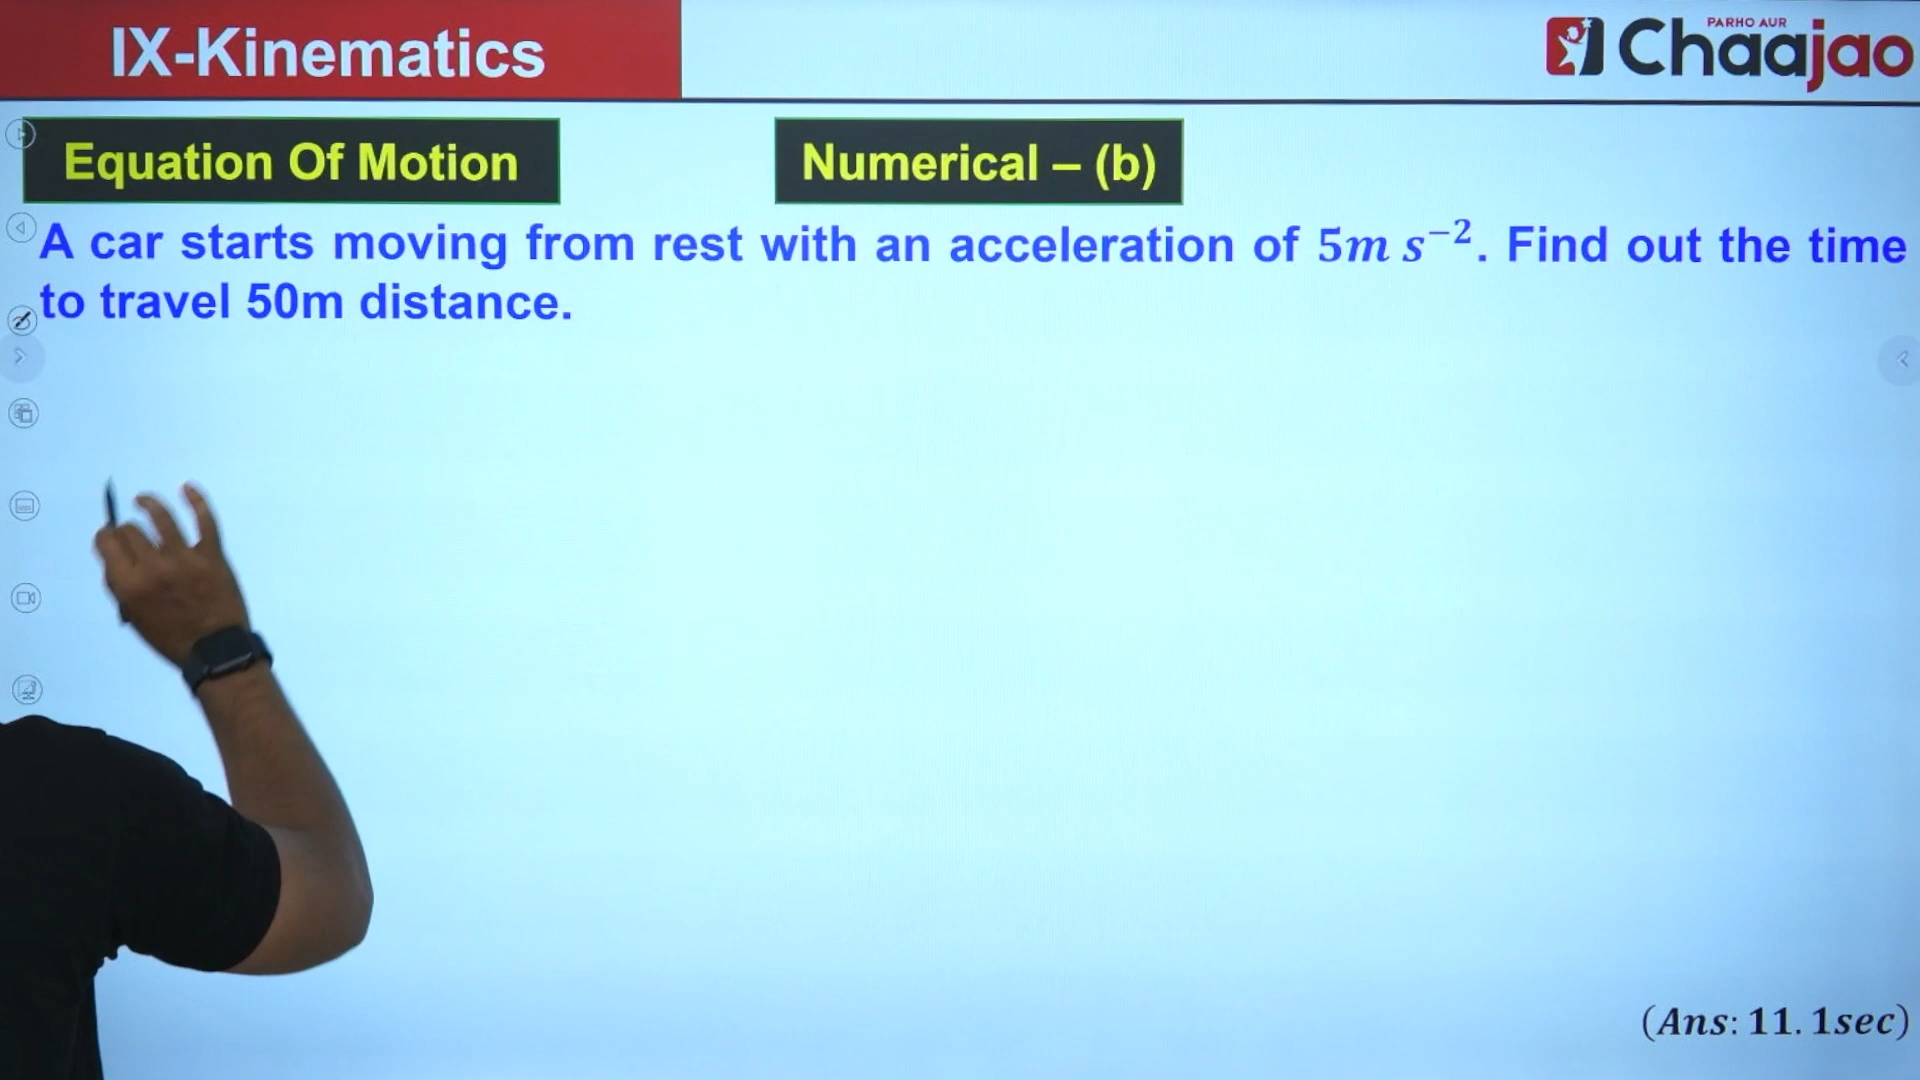 IX-Kinematics
PARHO AUR
Chaajao
Equation Of Motion
Numerical – (b)
A car starts moving from rest with an acceleration of 5m s⁻². Find out the time
to travel 50m distance.
(Ans: 11. 1sec)